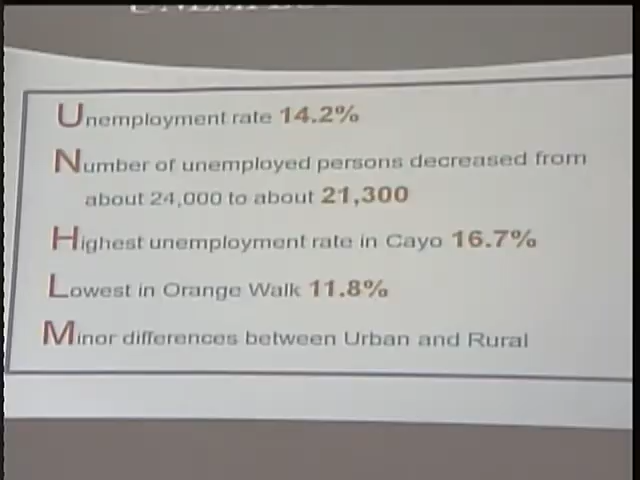 Unemployment rate 14.2%
Number of unemployed persons decreased from
about 24,000 to about 21,300
Highest unemployment rate in Cayo 16.7%
Lowest in Orange Walk 11.8%
Minor differences between Urban and Rural